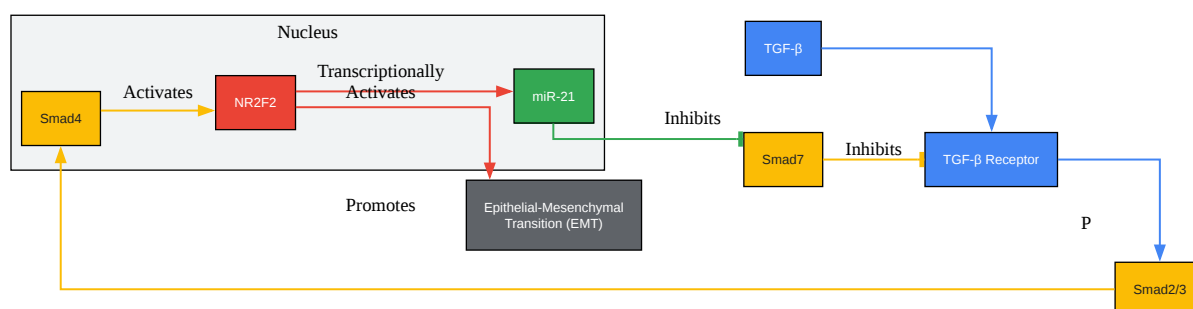 Nucleus
TGF-β
Transcriptionally
Activates
Activates
NR2F2
miR-21
Smad4
Inhibits
Inhibits
Smad7
TGF-β Receptor
Promotes
Epithelial-Mesenchymal
Transition (EMT)
P
Smad2/3